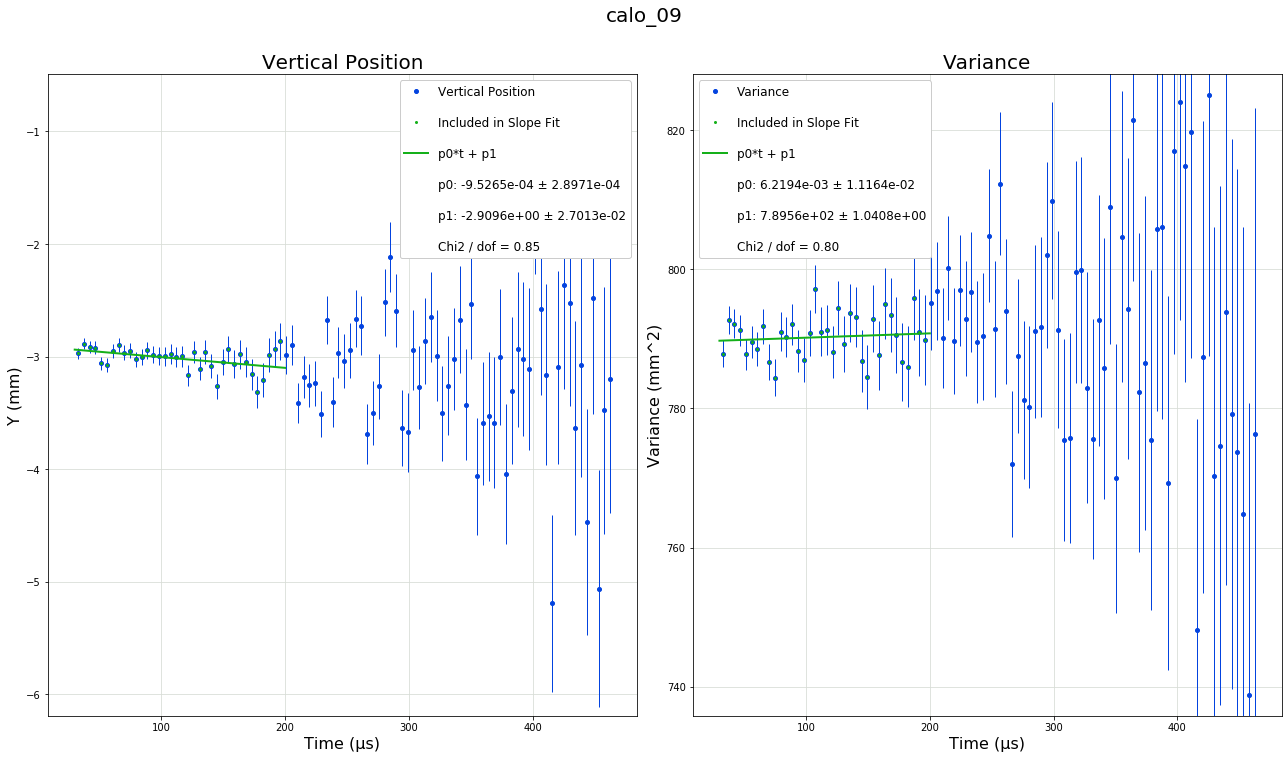 calo_09
Vertical Position
Vertical Position
Included in Slope Fit
p0*t + p1
p0: -9.5265e-04 ± 2.8971e-04
p1: -2.9096e+00 ± 2.7013e-02
Chi2 / dof = 0.85
−1
−2
−3
−4
−5
−6
Y (mm)
100
200
300
400
Time (μs)
Variance
Variance
Included in Slope Fit
p0*t + p1
p0: 6.2194e-03 ± 1.1164e-02
p1: 7.8956e+02 ± 1.0408e+00
Chi2 / dof = 0.80
820
800
780
760
740
Variance (mm^2)
100
200
300
400
Time (μs)